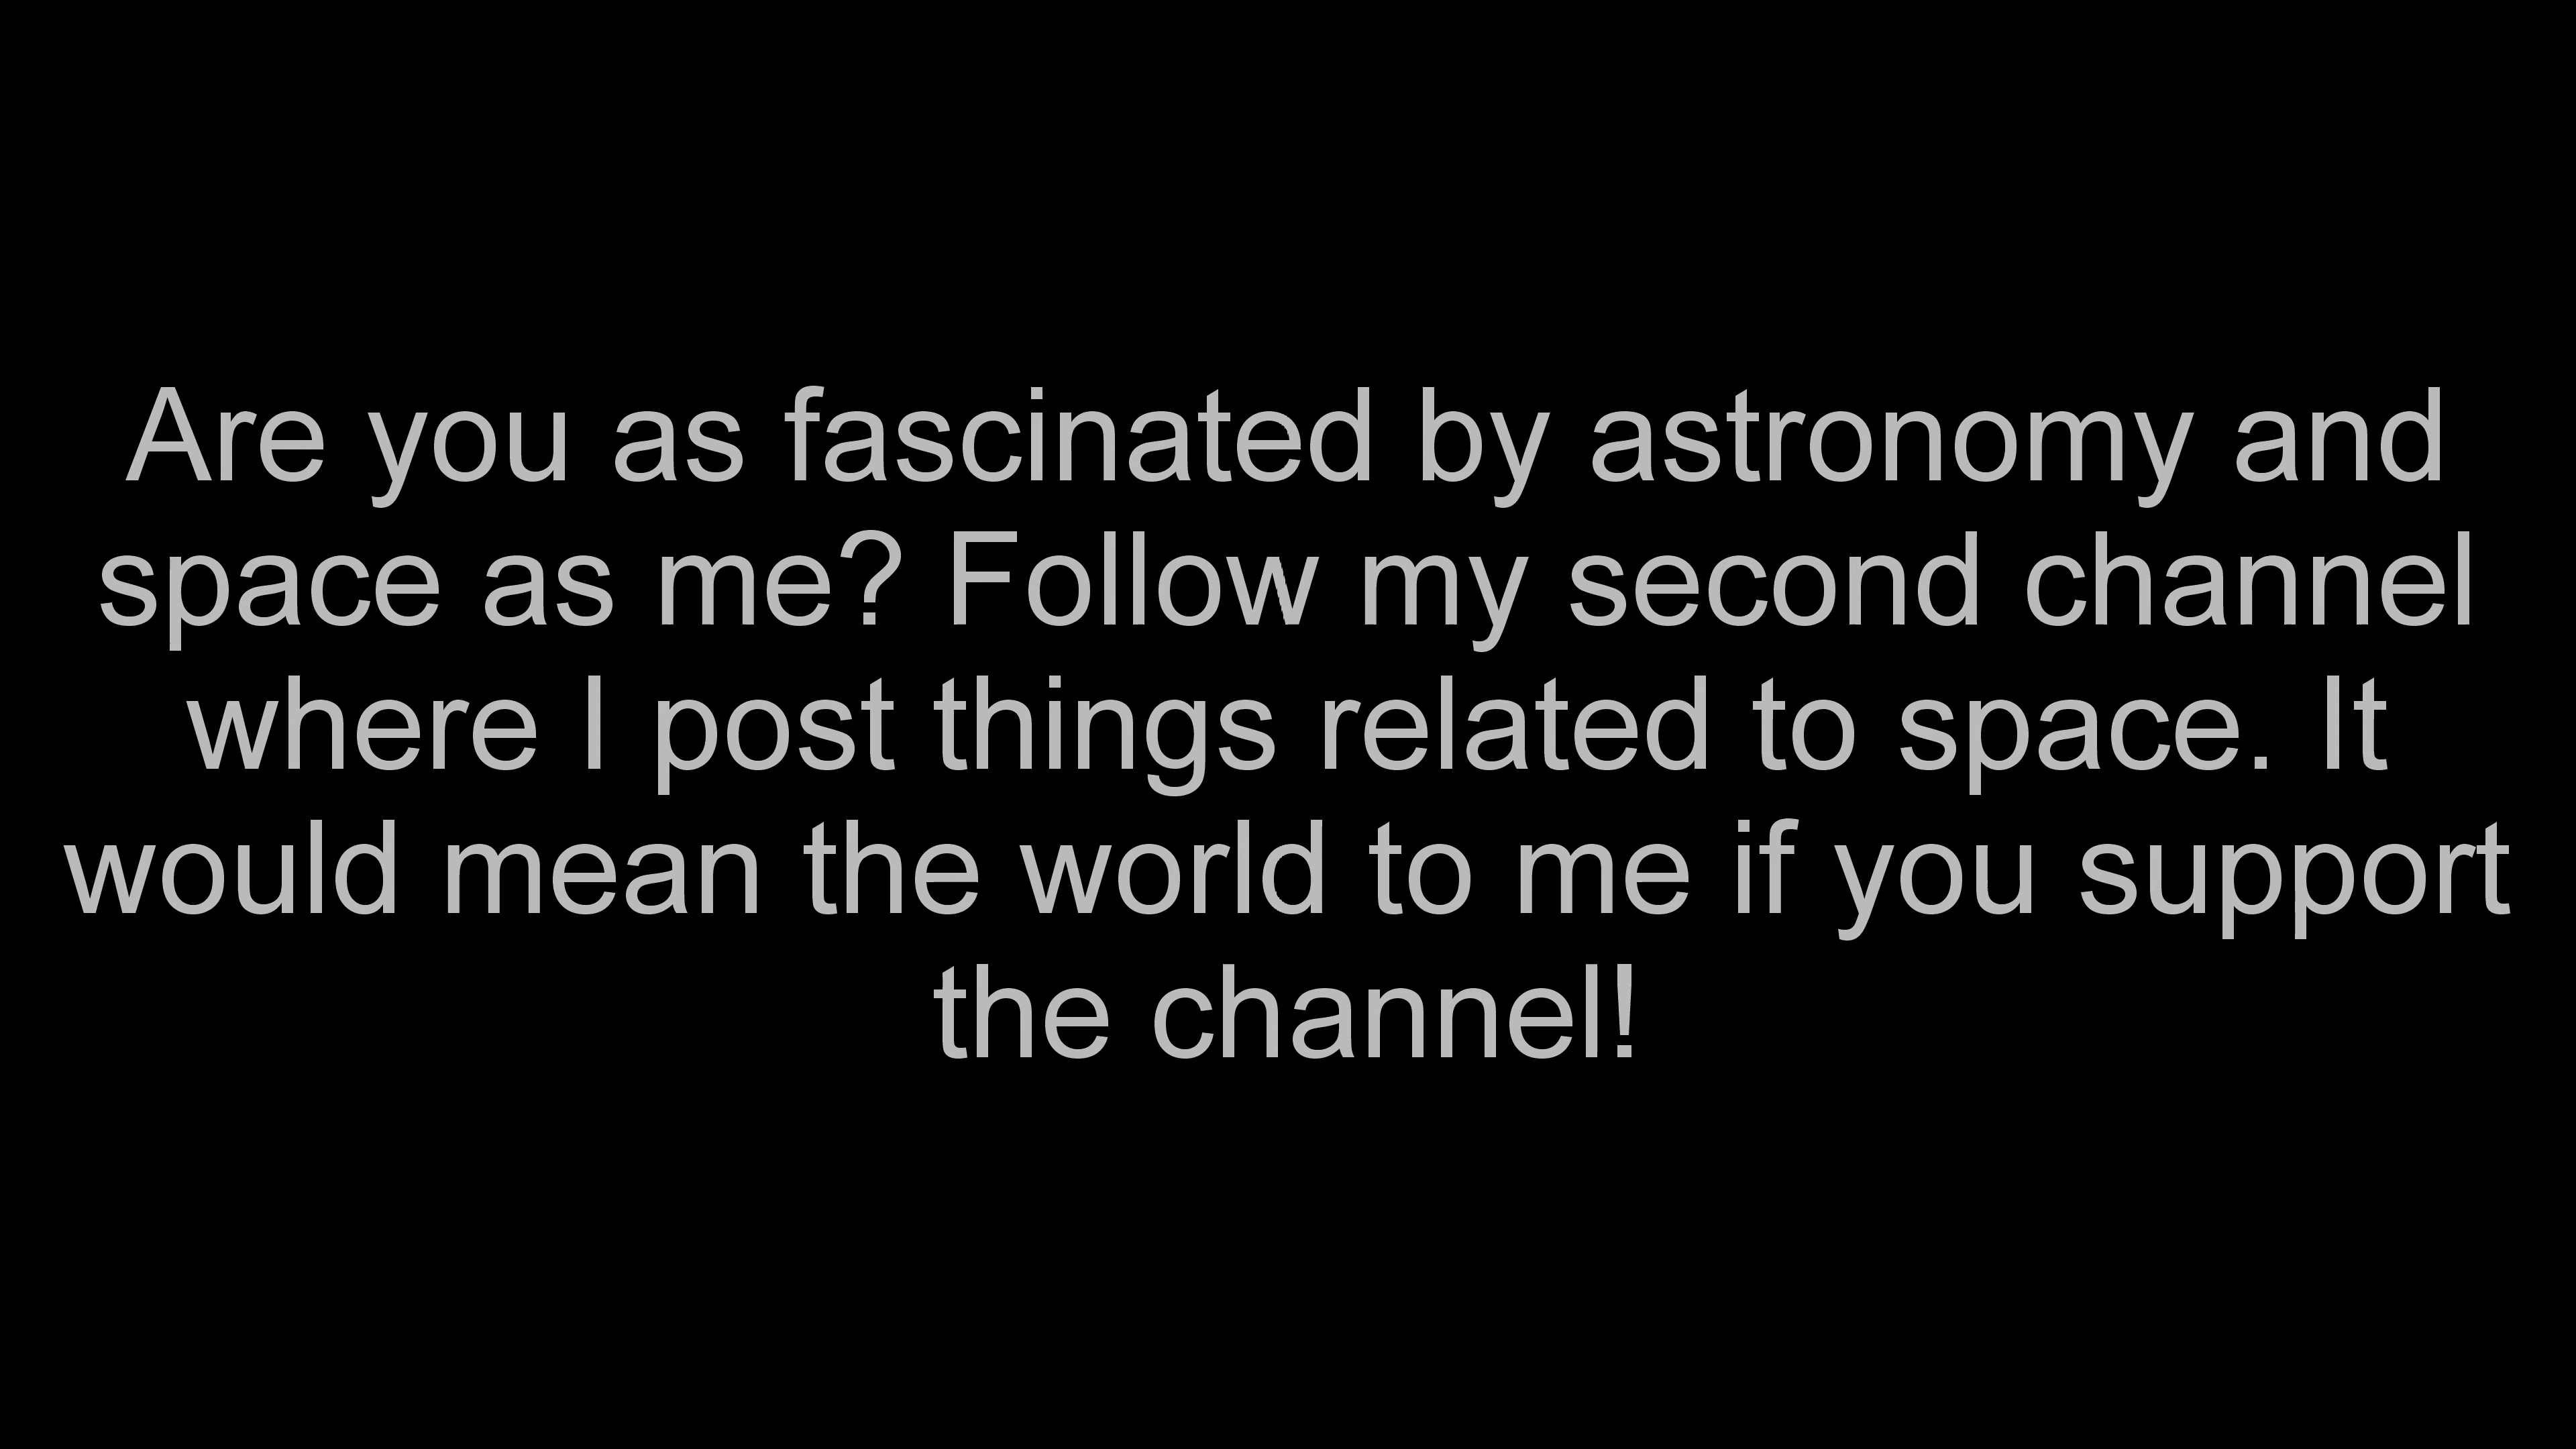 Are you as fascinated by astronomy and
space as me? Follow my second channel
where I post things related to space. It
would mean the world to me if you support
the channel!